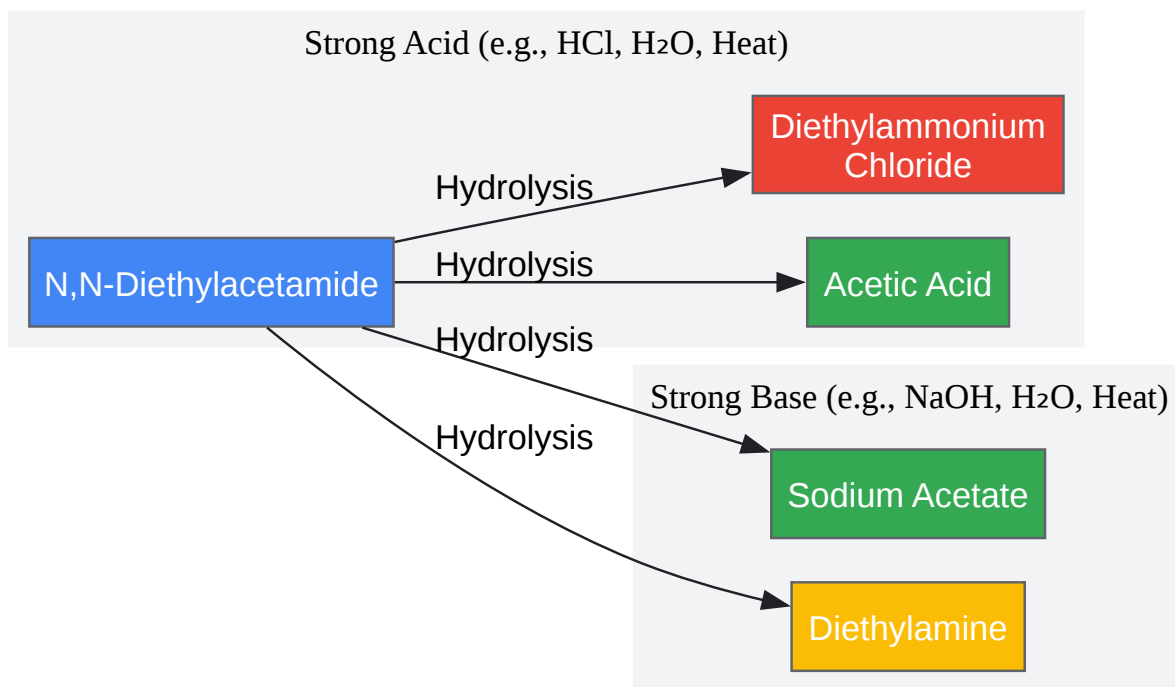 Strong Acid (e.g., HCl, H₂O, Heat)
Diethylammonium
Chloride
Hydrolysis
N,N-Diethylacetamide
Hydrolysis
Acetic Acid
Hydrolysis
Strong Base (e.g., NaOH, H₂O, Heat)
Hydrolysis
Sodium Acetate
Diethylamine